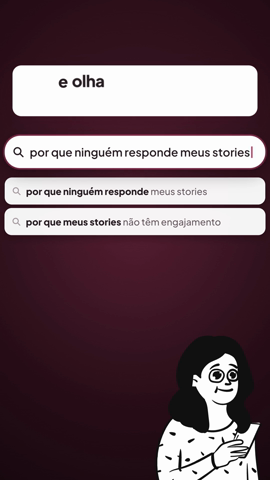 e olha
por que ninguém responde meus stories
por que ninguém responde meus stories
por que meus stories não têm engajamento